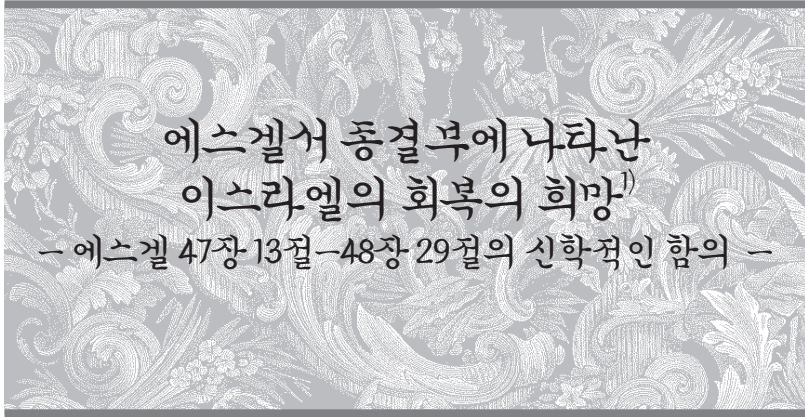 에스겔서 종결부에 나타난
이스라엘의 회복의 희망1)
- 에스겔 47장 13절-48장 29절의 신학적인 함의 -